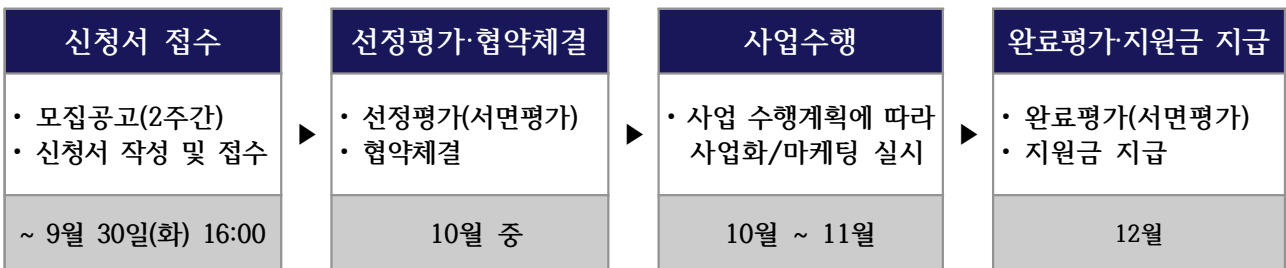 신청서 접수
· 모집공고(2주간)
· 신청서 작성 및 접수
~ 9월 30일(화) 16:00
▶
선정평가·협약체결
· 선정평가(서면평가)
· 협약체결
10월 중
▶
사업수행
· 사업 수행계획에 따라
사업화/마케팅 실시
10월 ~ 11월
▶
완료평가·지원금 지급
· 완료평가(서면평가)
· 지원금 지급
12월